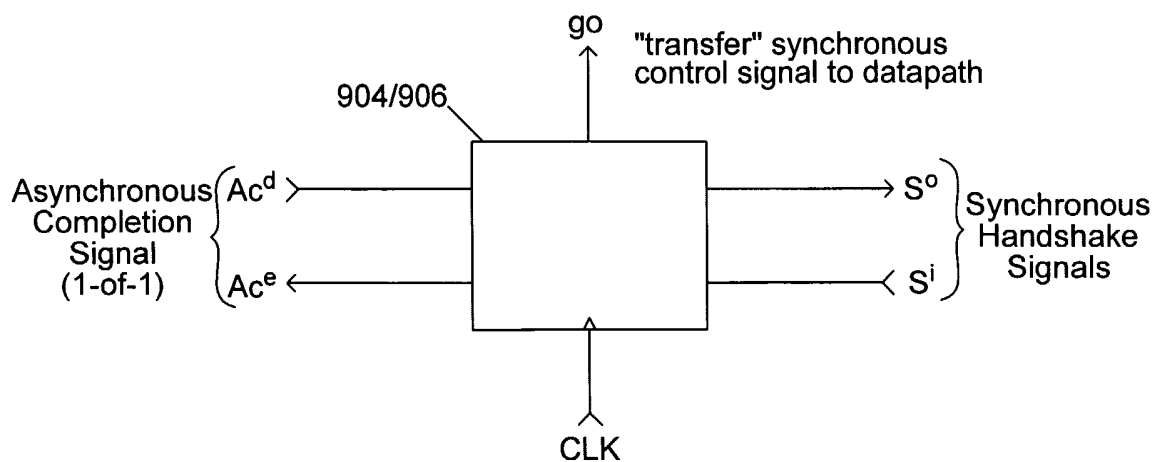 go
"transfer" synchronous
control signal to datapath
904/906
Asynchronous
Completion
Signal
(1-of-1)
Ac^d
Ac^e
S^o
S^i
Synchronous
Handshake
Signals
CLK